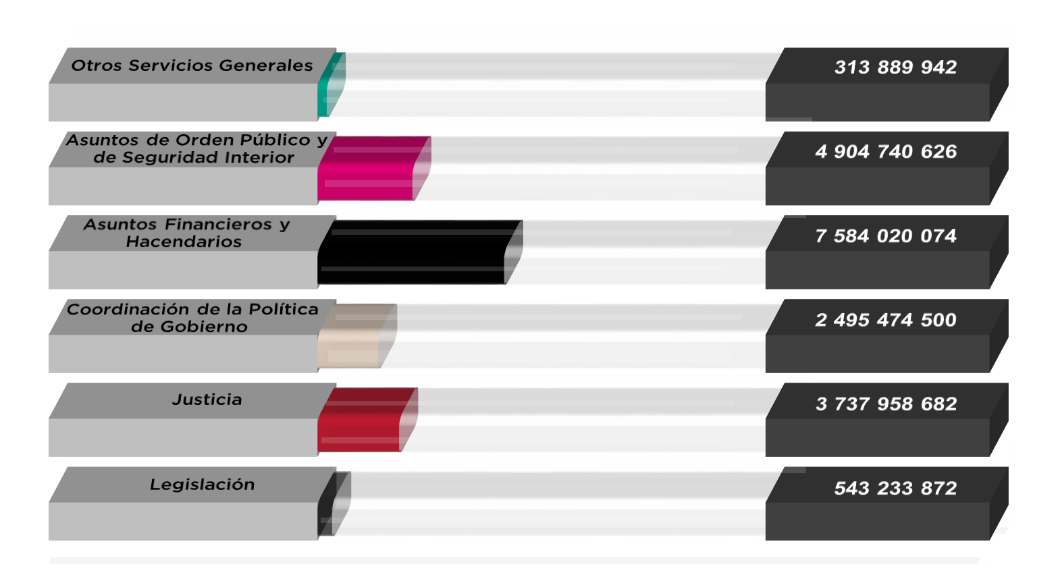 Otros Servicios Generales
313 889 942
Asuntos de Orden Público y
de Seguridad Interior
4 904 740 626
Asuntos Financieros y
Hacendarios
7 584 020 074
Coordinación de la Política
de Gobierno
2 495 474 500
Justicia
3 737 958 682
Legislación
543 233 872